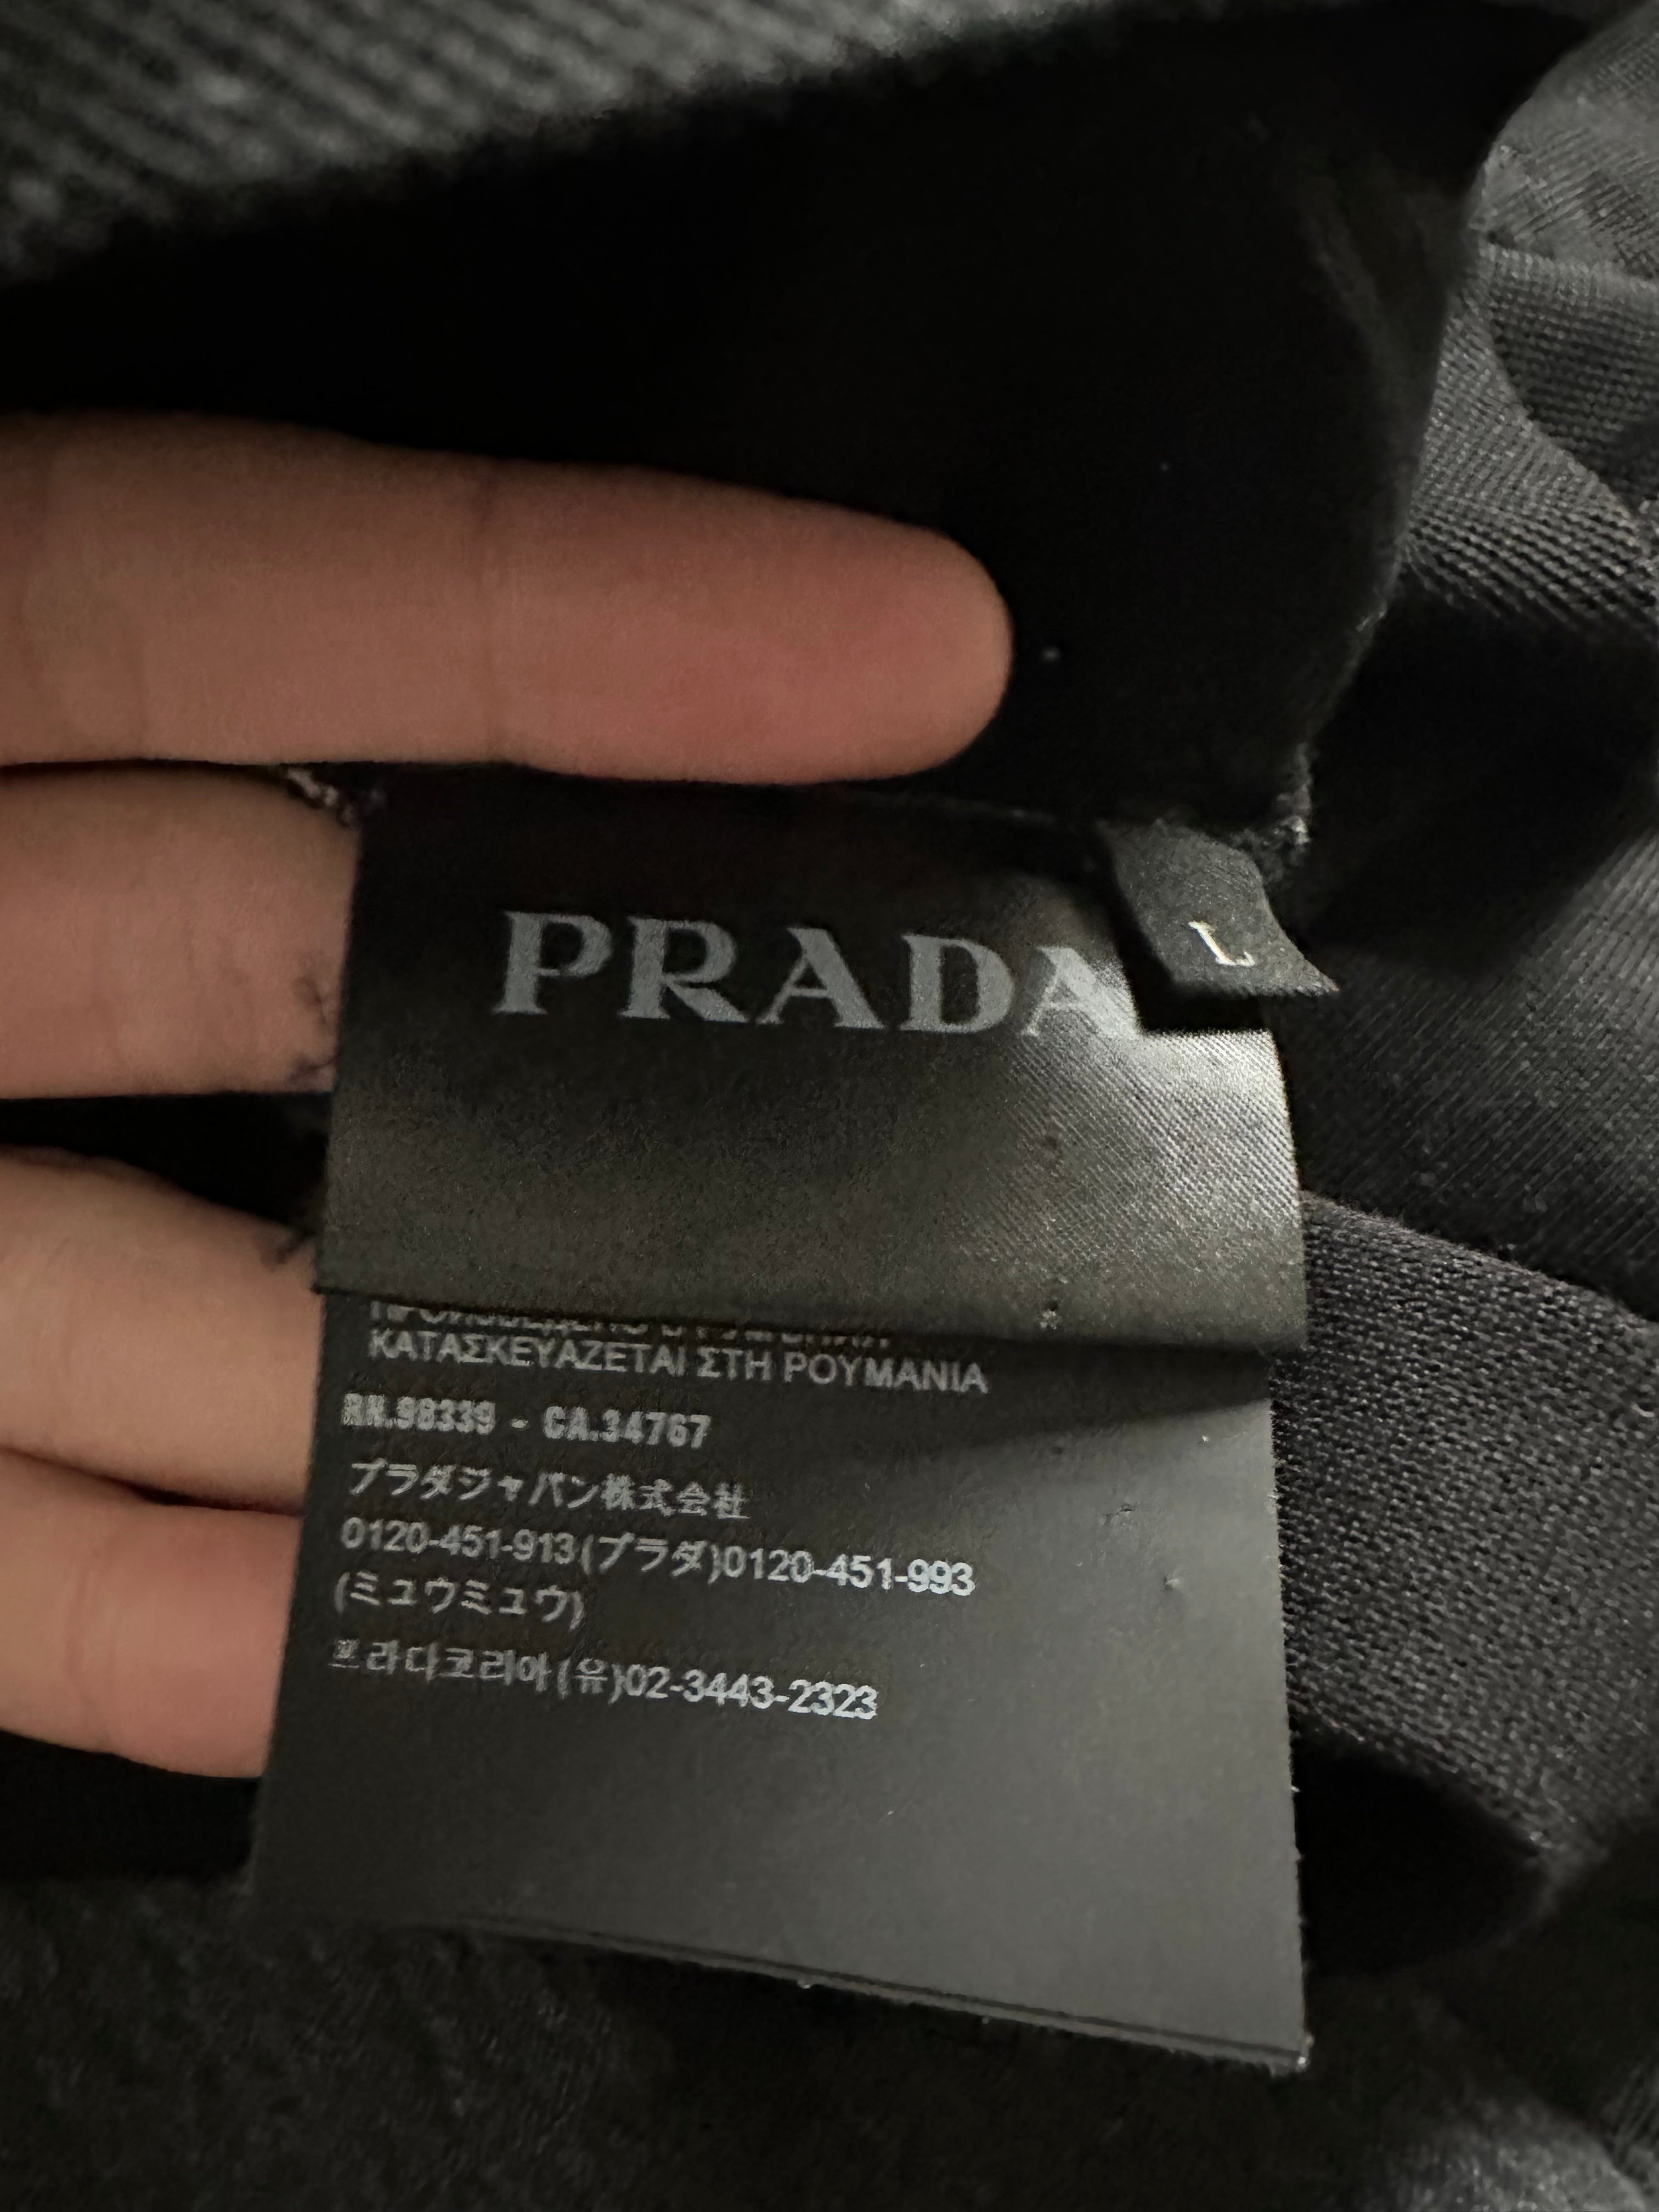 PRADA
L
ΚΑΤΑΣΚΕΥΑΖΕΤΑΙ ΣΤΗ ΡΟΥΜΑΝΙΑ
RN.98339 - CA.34767
プラダジャパン株式会社
0120-451-913(プラダ)0120-451-993
(ミュウミュウ)
프라다코리아(유)02-3443-2323